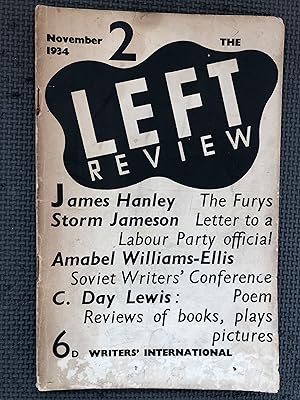 November 2 THE
1934
LEFT
REVIEW
James Hanley The Furys
Storm Jameson Letter to a
Labour Party official
Amabel Williams-Ellis
Soviet Writers' Conference
C. Day Lewis: Poem
Reviews of books, plays
pictures
6D WRITERS' INTERNATIONAL